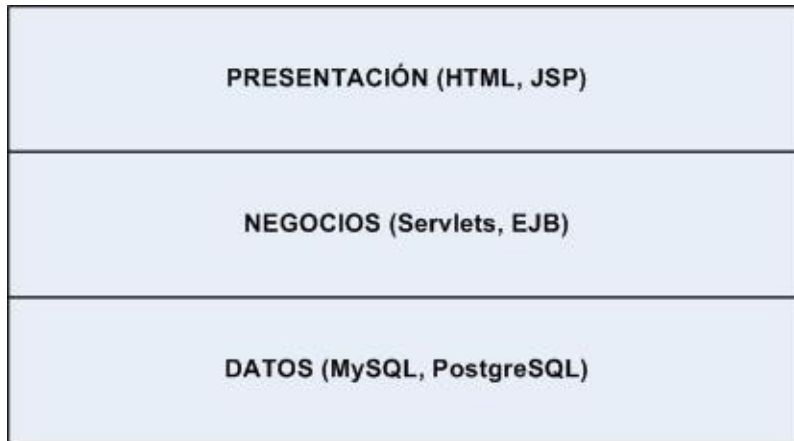 PRESENTACIÓN (HTML, JSP)
NEGOCIOS (Servlets, EJB)
DATOS (MySQL, PostgreSQL)